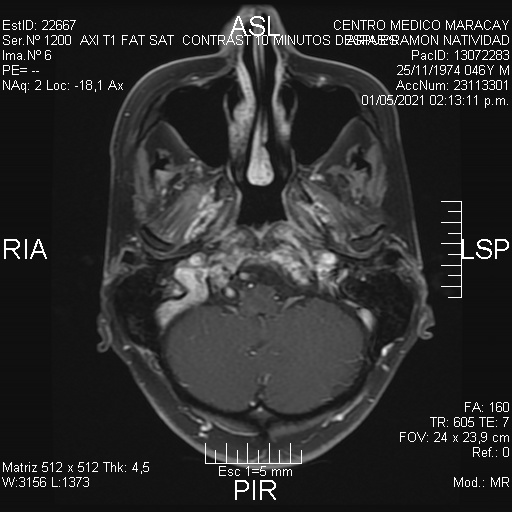 EstID: 22667
Ser.Nº 1200 AXI T1 FAT SAT CONTRAST 10 MINUTOS
Ima.Nº 6
PE= --
NAq: 2 Loc: -18,1 Ax
ASL
CENTRO MEDICO MARACAY
RAMON NATIVIDAD
PacID: 13072283
25/11/1974 046Y M
AccNum: 23113301
01/05/2021 02:13:11 p.m.
RIA
LSP
FA: 160
TR: 605 TE: 7
FOV: 24 x 23,9 cm
Ref.: 0
Matriz 512 x 512 Thk: 4,5
W:3156 L:1373
Esc 1=5 mm
PIR
Mod.: MR